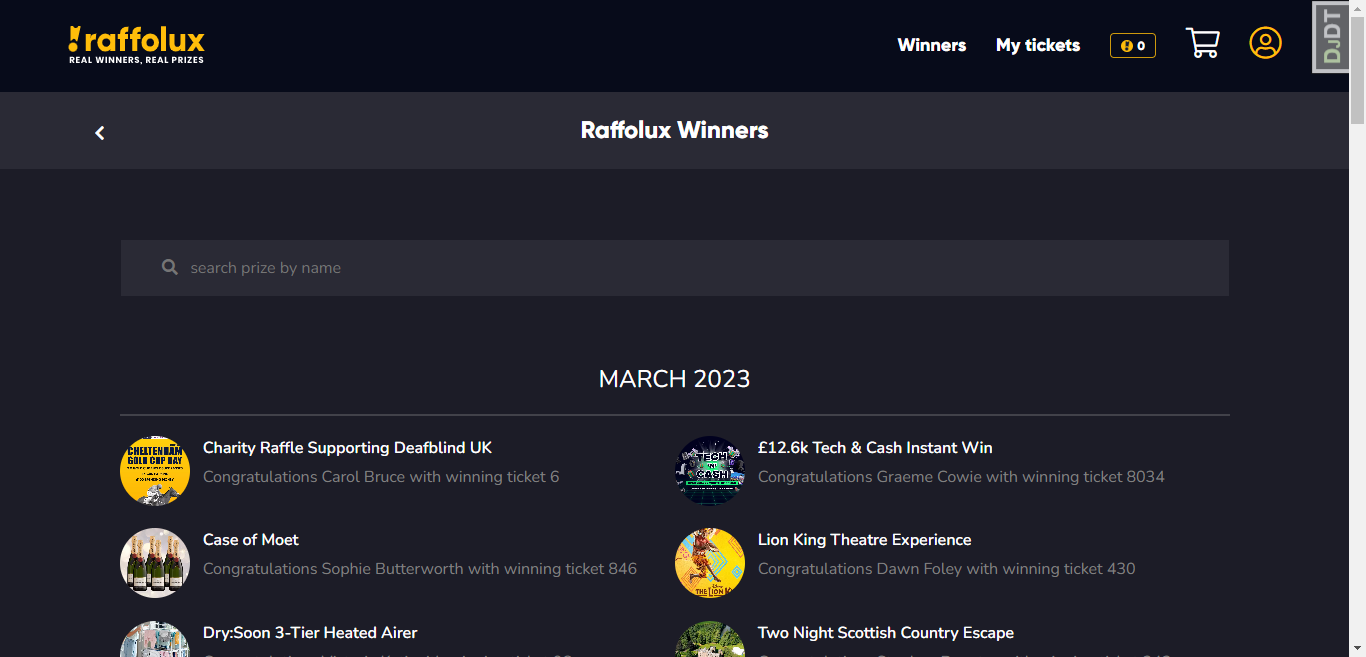 raffolux
REAL WINNERS, REAL PRIZES
Winners
My tickets
0
DjDT
Raffolux Winners
search prize by name
MARCH 2023
CHELTENHAM
GOLD CUP DAY
Charity Raffle Supporting Deafblind UK
Congratulations Carol Bruce with winning ticket 6
TECH
CASH
£12.6k Tech & Cash Instant Win
Congratulations Graeme Cowie with winning ticket 8034
Case of Moet
Congratulations Sophie Butterworth with winning ticket 846
THE LION K
Lion King Theatre Experience
Congratulations Dawn Foley with winning ticket 430
Dry:Soon 3-Tier Heated Airer
Two Night Scottish Country Escape